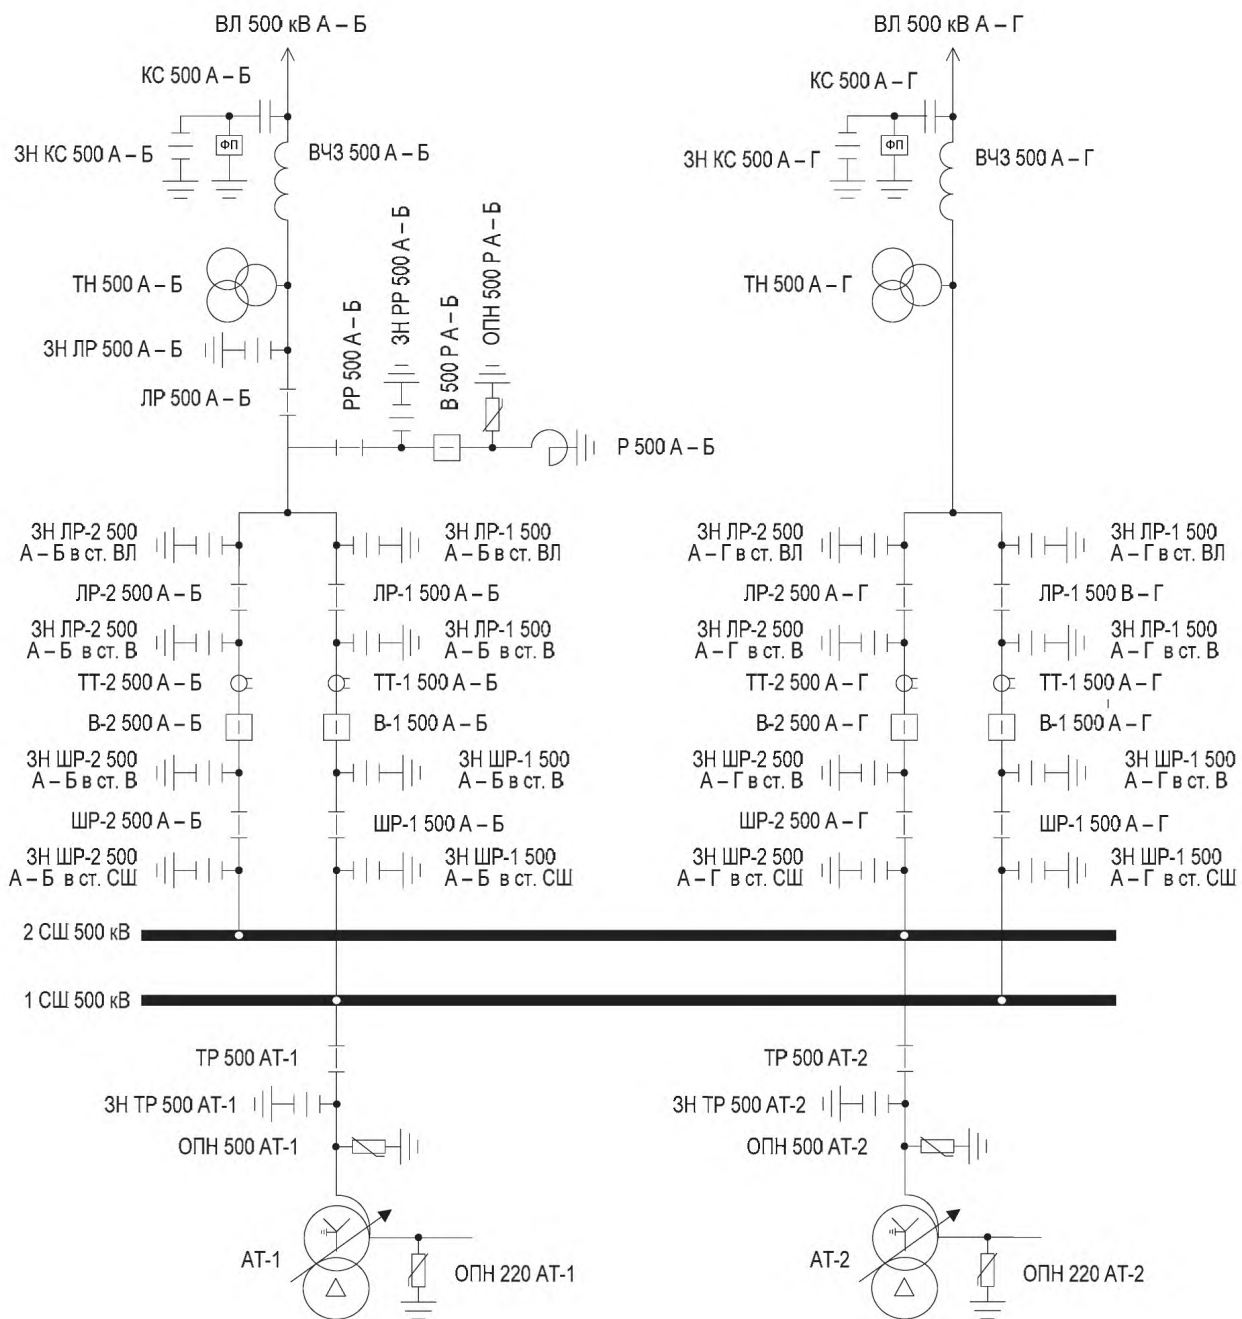 ВЛ 500 кВ А – Б
ВЛ 500 кВ А – Г
КС 500 А – Б
КС 500 А – Г
ФП
ФП
ЗН КС 500 А – Б
ВЧЗ 500 А – Б
ЗН КС 500 А – Г
ВЧЗ 500 А – Г
ТН 500 А – Б
РР 500 А – Б
ЗН РР 500 А – Б
В 500 Р А – Б
ОПН 500 Р А – Б
ТН 500 А – Г
ЗН ЛР 500 А – Б
ЛР 500 А – Б
Р 500 А – Б
ЗН ЛР-2 500
А – Б в ст. ВЛ
ЗН ЛР-1 500
А – Б в ст. ВЛ
ЗН ЛР-2 500
А – Г в ст. ВЛ
ЗН ЛР-1 500
А – Г в ст. ВЛ
ЛР-2 500 А – Б
ЛР-1 500 А – Б
ЛР-2 500 А – Г
ЛР-1 500 В – Г
ЗН ЛР-2 500
А – Б в ст. В
ЗН ЛР-1 500
А – Б в ст. В
ЗН ЛР-2 500
А – Г в ст. В
ЗН ЛР-1 500
А – Г в ст. В
ТТ-2 500 А – Б
ТТ-1 500 А – Б
ТТ-2 500 А – Г
ТТ-1 500 А – Г
В-2 500 А – Б
В-1 500 А – Б
В-2 500 А – Г
В-1 500 А – Г
ЗН ШР-2 500
А – Б в ст. В
ЗН ШР-1 500
А – Б в ст. В
ЗН ШР-2 500
А – Г в ст. В
ЗН ШР-1 500
А – Г в ст. В
ШР-2 500 А – Б
ШР-1 500 А – Б
ШР-2 500 А – Г
ШР-1 500 А – Г
ЗН ШР-2 500
А – Б в ст. СШ
ЗН ШР-1 500
А – Б в ст. СШ
ЗН ШР-2 500
А – Г в ст. СШ
ЗН ШР-1 500
А – Г в ст. СШ
2 СШ 500 кВ
1 СШ 500 кВ
ТР 500 АТ-1
ТР 500 АТ-2
ЗН ТР 500 АТ-1
ЗН ТР 500 АТ-2
ОПН 500 АТ-1
ОПН 500 АТ-2
АТ-1
ОПН 220 АТ-1
АТ-2
ОПН 220 АТ-2